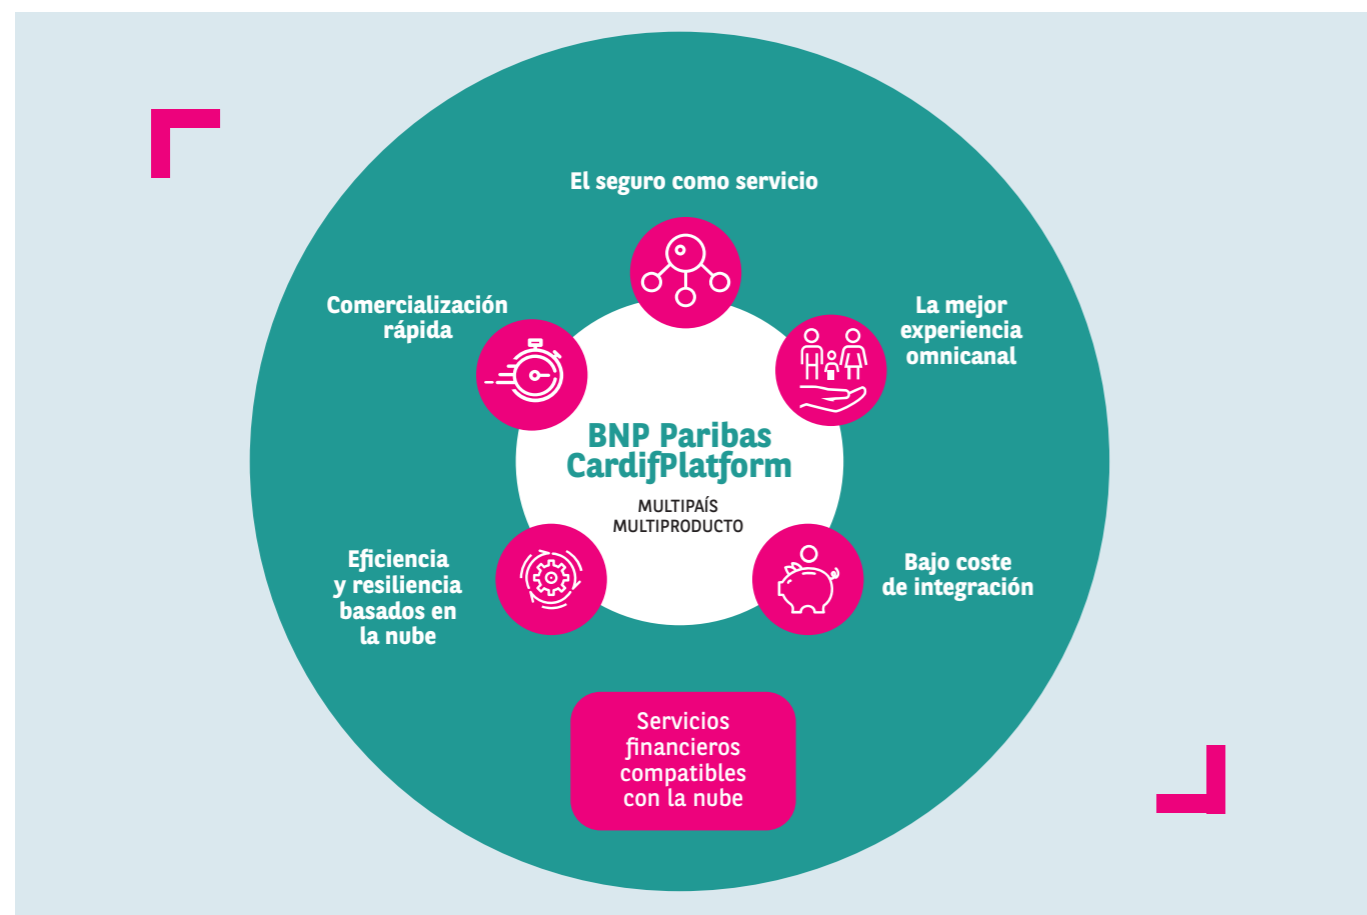 El seguro como servicio
Comercialización
rápida
La mejor
experiencia
omnicanal
BNP Paribas
CardifPlatform
MULTIPAÍS
MULTIPRODUCTO
Eficiencia
y resiliencia
basados en
la nube
Bajo coste
de integración
Servicios
financieros
compatibles
con la nube